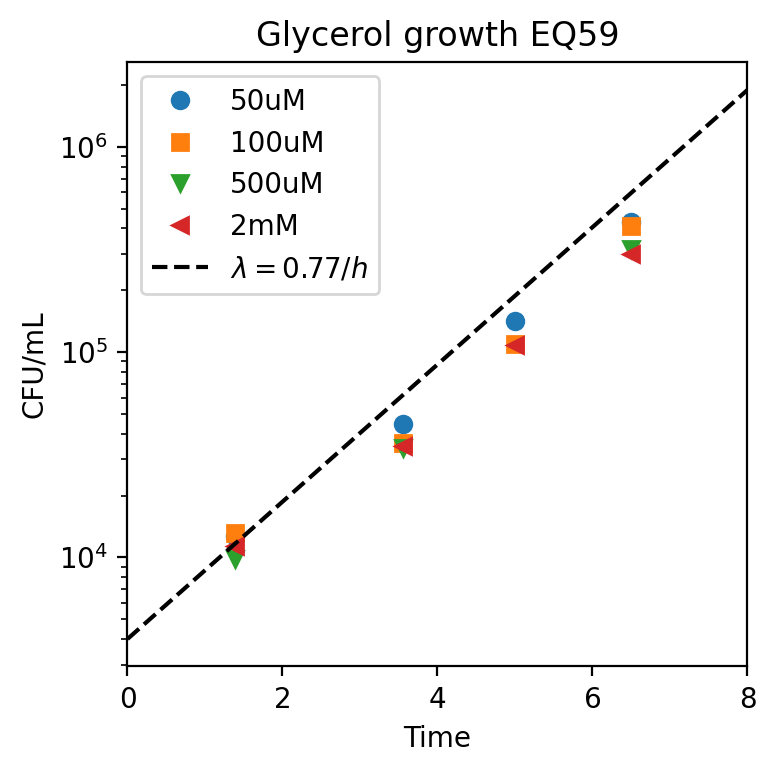 Glycerol growth EQ59
50uM
100uM
500uM
2mM
λ = 0.77/h
10⁶
10⁵
10⁴
CFU/mL
0 2 4 6 8
Time